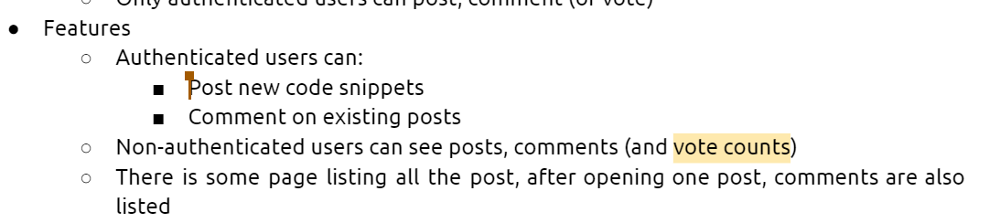 Only authenticated users can post, comment (or vote)
Features
Authenticated users can:
Post new code snippets
Comment on existing posts
Non-authenticated users can see posts, comments (and vote counts)
There is some page listing all the post, after opening one post, comments are also
listed